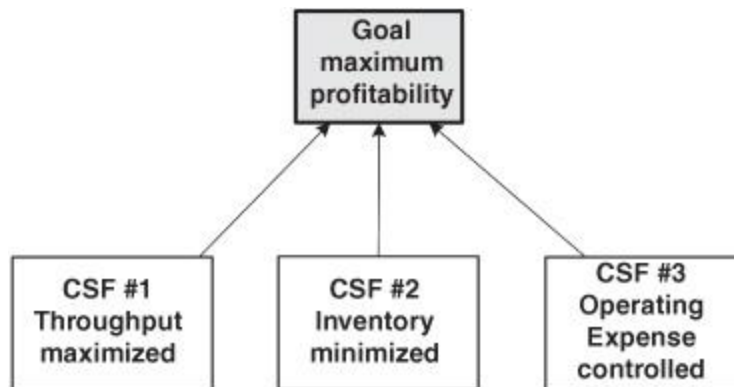 Goal
maximum
profitability
CSF #1
Throughput
maximized
CSF #2
Inventory
minimized
CSF #3
Operating
Expense
controlled